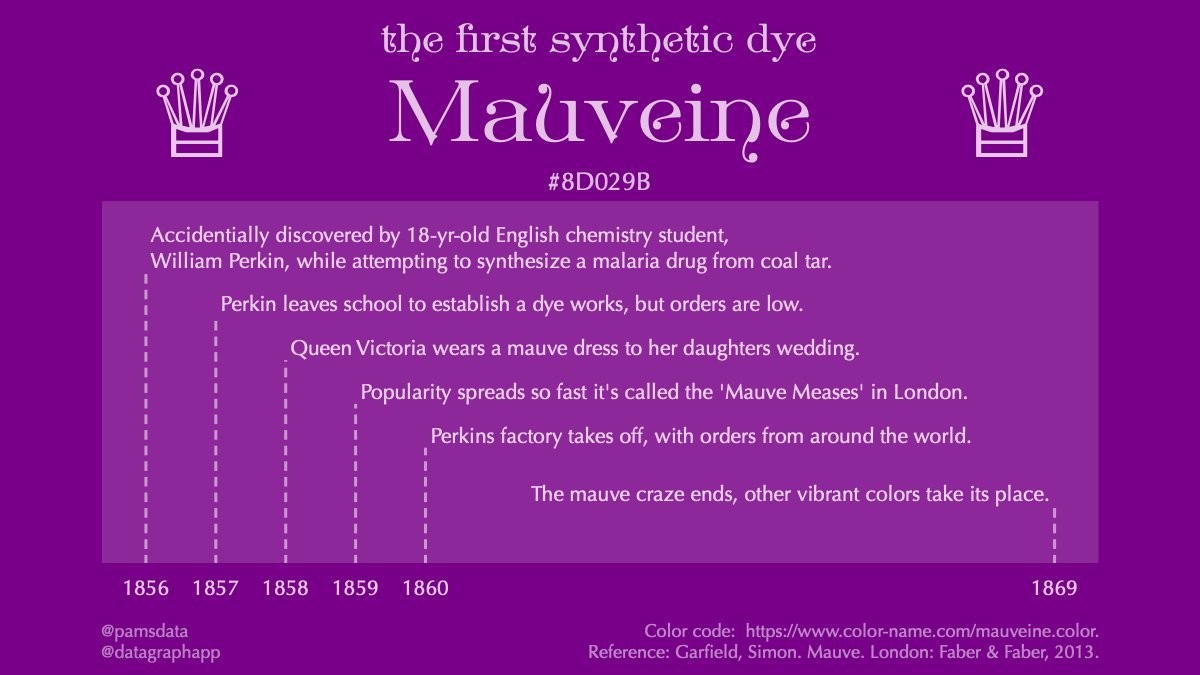 the first synthetic dye
Mauveine
#8D029B
Accidentially discovered by 18-yr-old English chemistry student,
William Perkin, while attempting to synthesize a malaria drug from coal tar.
Perkin leaves school to establish a dye works, but orders are low.
Queen Victoria wears a mauve dress to her daughters wedding.
Popularity spreads so fast it's called the 'Mauve Meases' in London.
Perkins factory takes off, with orders from around the world.
The mauve craze ends, other vibrant colors take its place.
1856 1857 1858 1859 1860 1869
@pamsdata
@datagraphapp
Color code: https://www.color-name.com/mauveine.color.
Reference: Garfield, Simon. Mauve. London: Faber & Faber, 2013.